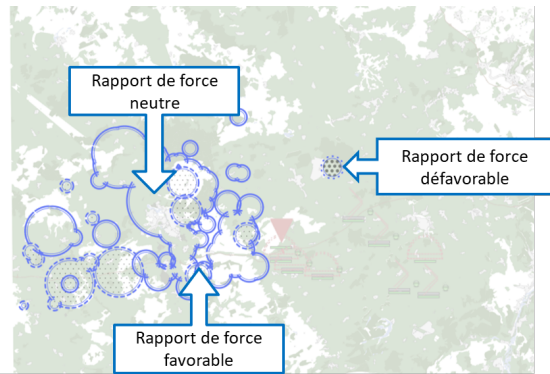 Rapport de force
neutre
Rapport de force
défavorable
Rapport de force
favorable